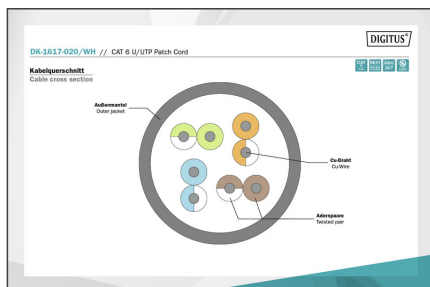 DIGITUS®
DK-1617-020/WH // CAT 6 U/UTP Patch Cord
Kabelquerschnitt
Cable cross section
Außenmantel
Outer jacket
Cu-Draht
Cu-Wire
Adernpaare
Twisted pair